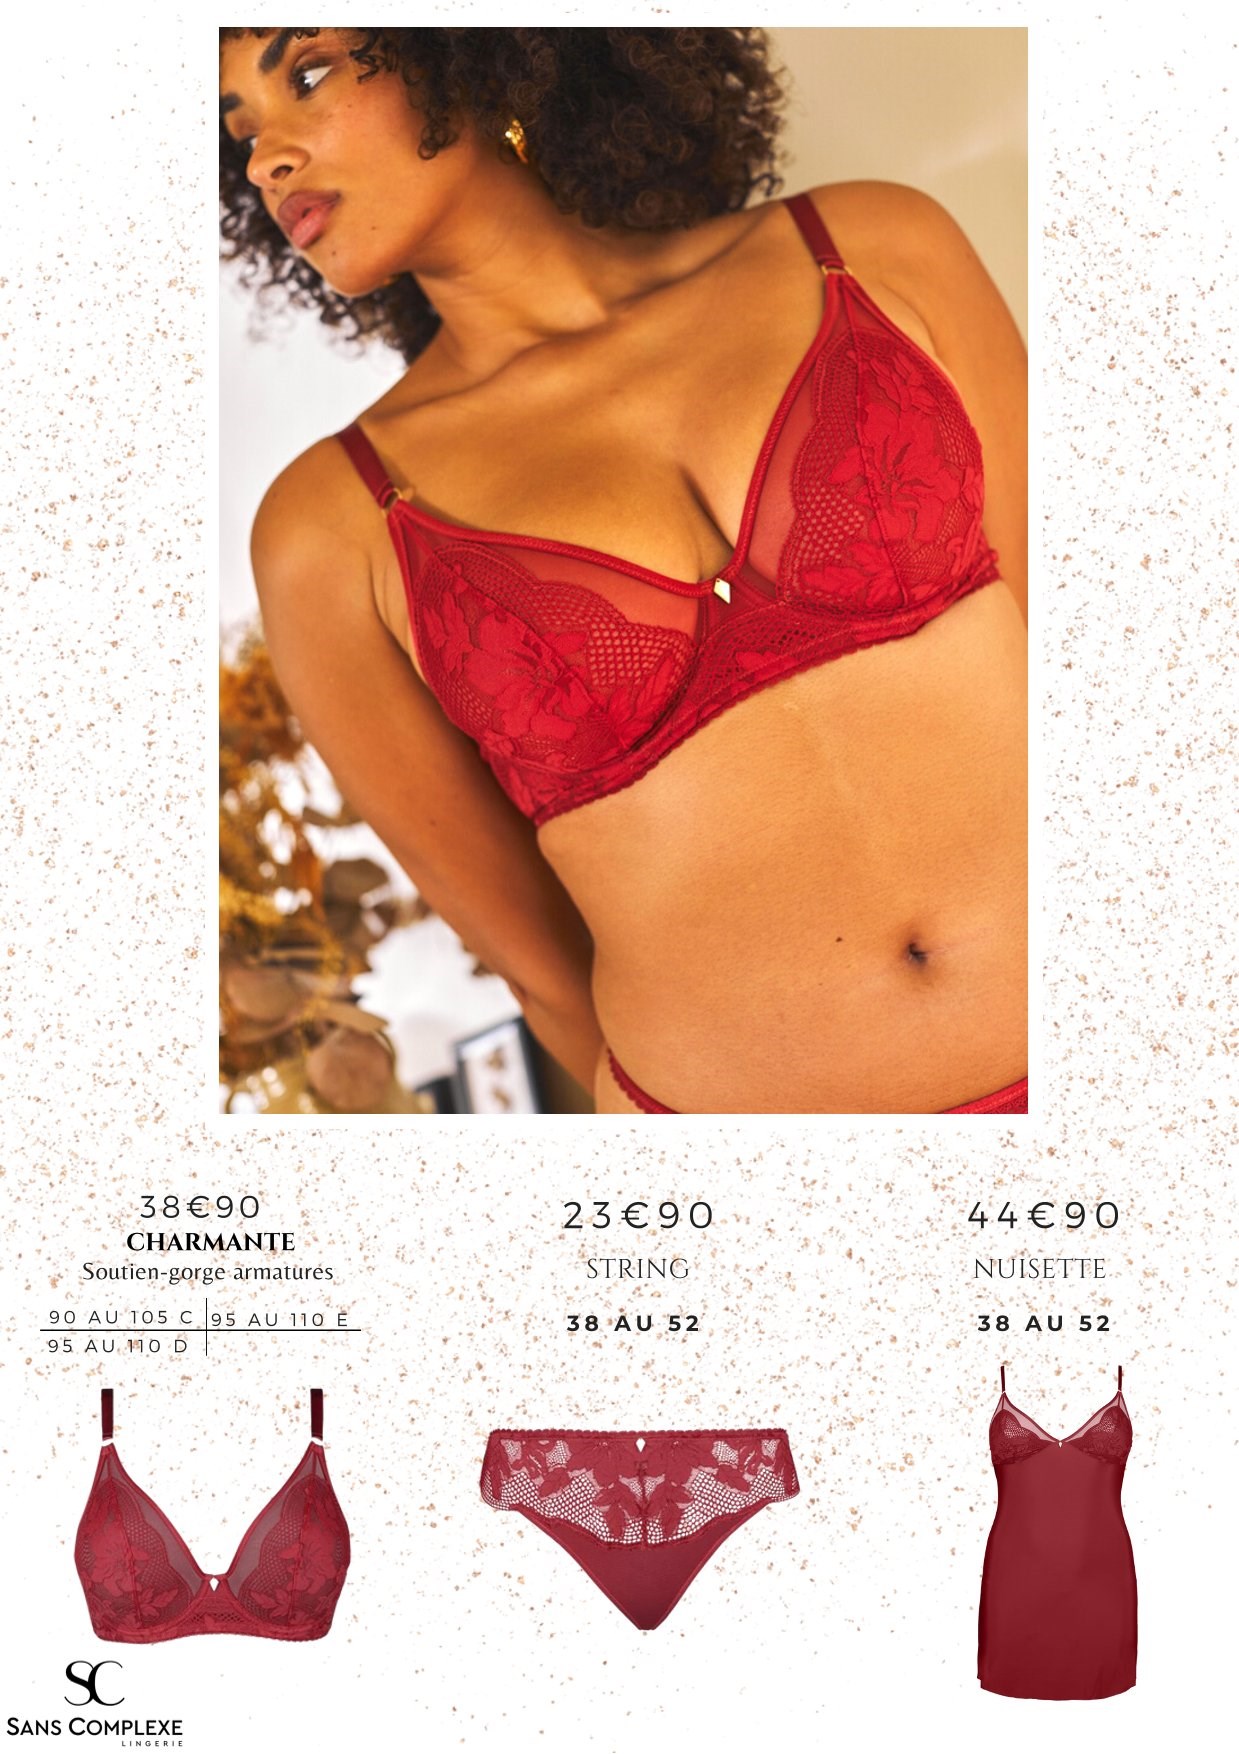 38€90
CHARMANTE
Soutien-gorge armatures
90 AU 105 C
95 AU 110 E
95 AU 110 D
23€90
STRING
38 AU 52
44€90
NUISETTE
38 AU 52
SC
SANS COMPLEXE
LINGERIE